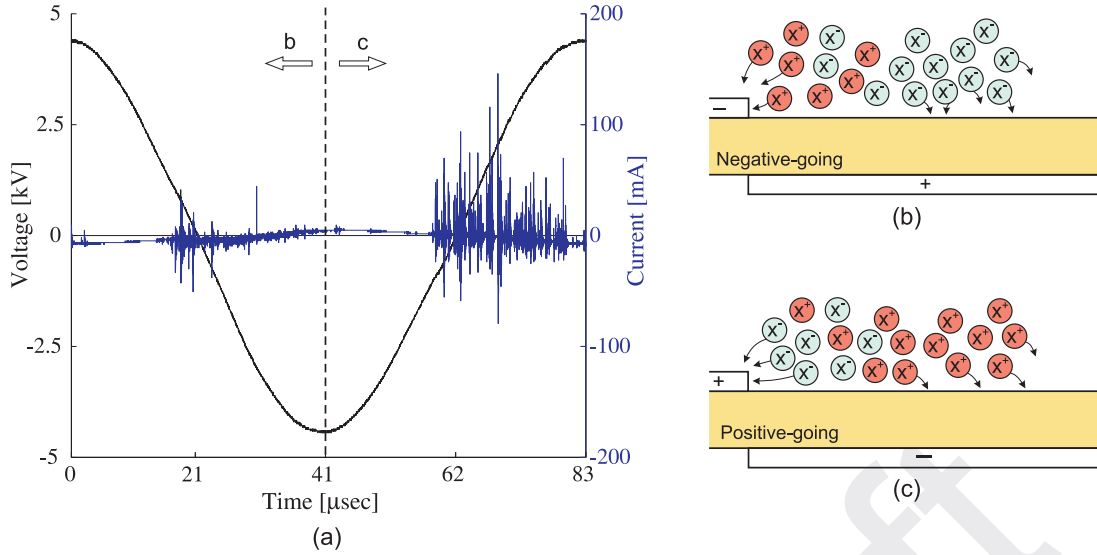 5
2.5
0
-2.5
-5
Voltage [kV]
0
21
41
62
83
Time [μsec]
200
100
0
-100
-200
Current [mA]
b
c
(a)
X+ X+ X+ X+ X+ X+ X+
X- X- X- X- X- X- X- X- X- X- X- X- X-
−
Negative-going
+
(b)
X- X- X- X- X- X- X-
X+ X+ X+ X+ X+ X+ X+ X+ X+ X+ X+ X+ X+
+
Positive-going
−
(c)
ft